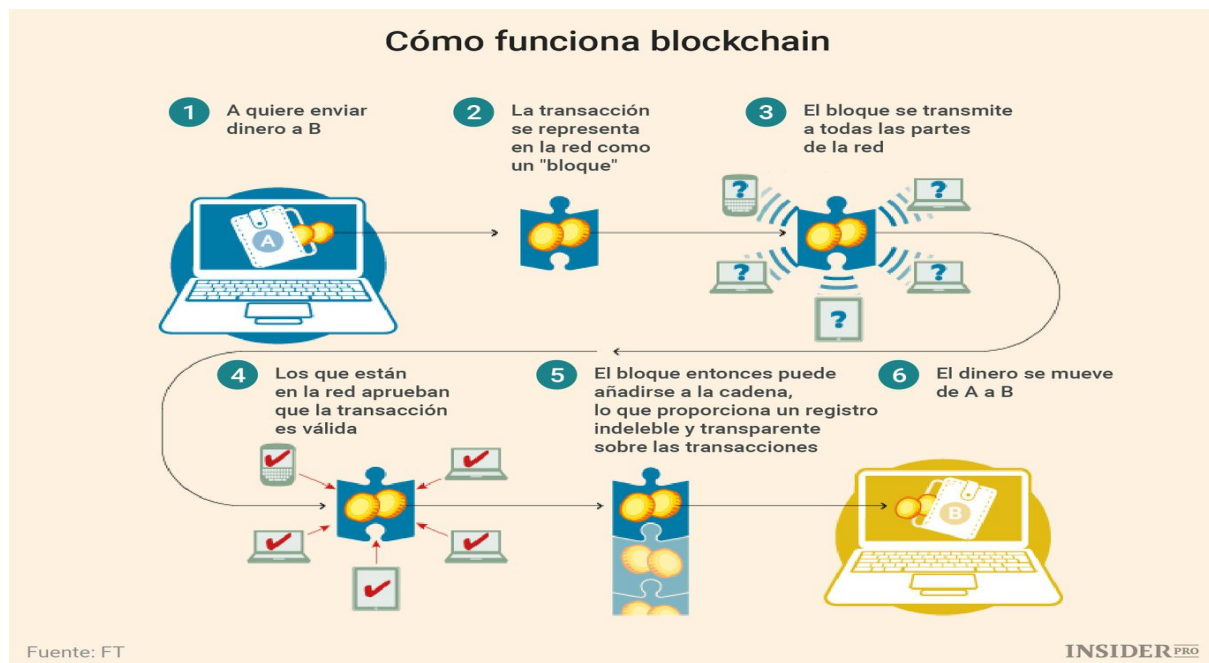 Cómo funciona blockchain
1
A quiere enviar
dinero a B
2
La transacción
se representa
en la red como
un "bloque"
3
El bloque se transmite
a todas las partes
de la red
A
?
?
?
?
?
4
Los que están
en la red aprueban
que la transacción
es válida
5
El bloque entonces puede
añadirse a la cadena,
lo que proporciona un registro
indeleble y transparente
sobre las transacciones
6
El dinero se mueve
de A a B
B
Fuente: FT
INSIDER PRO